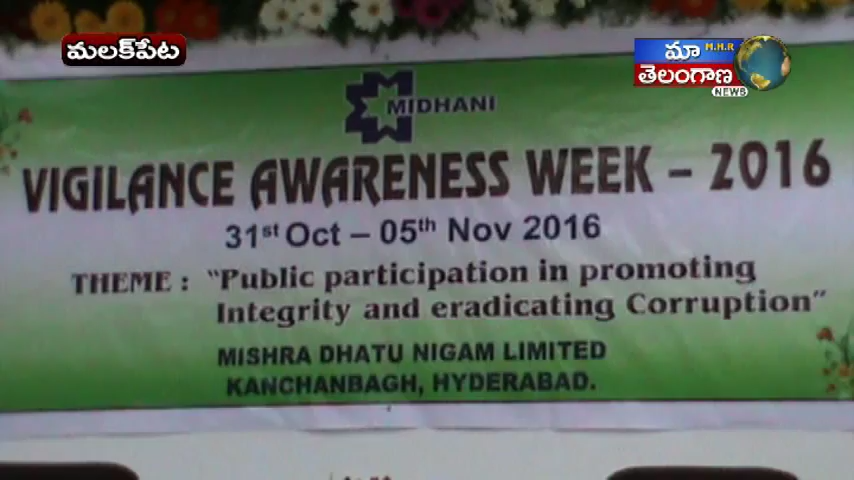 మలక్‌పేట
M.H.R
మా
తెలంగాణ
NEWS
MIDHANI
VIGILANCE AWARENESS WEEK – 2016
31st Oct – 05th Nov 2016
THEME : "Public participation in promoting
Integrity and eradicating Corruption"
MISHRA DHATU NIGAM LIMITED
KANCHANBAGH, HYDERABAD.